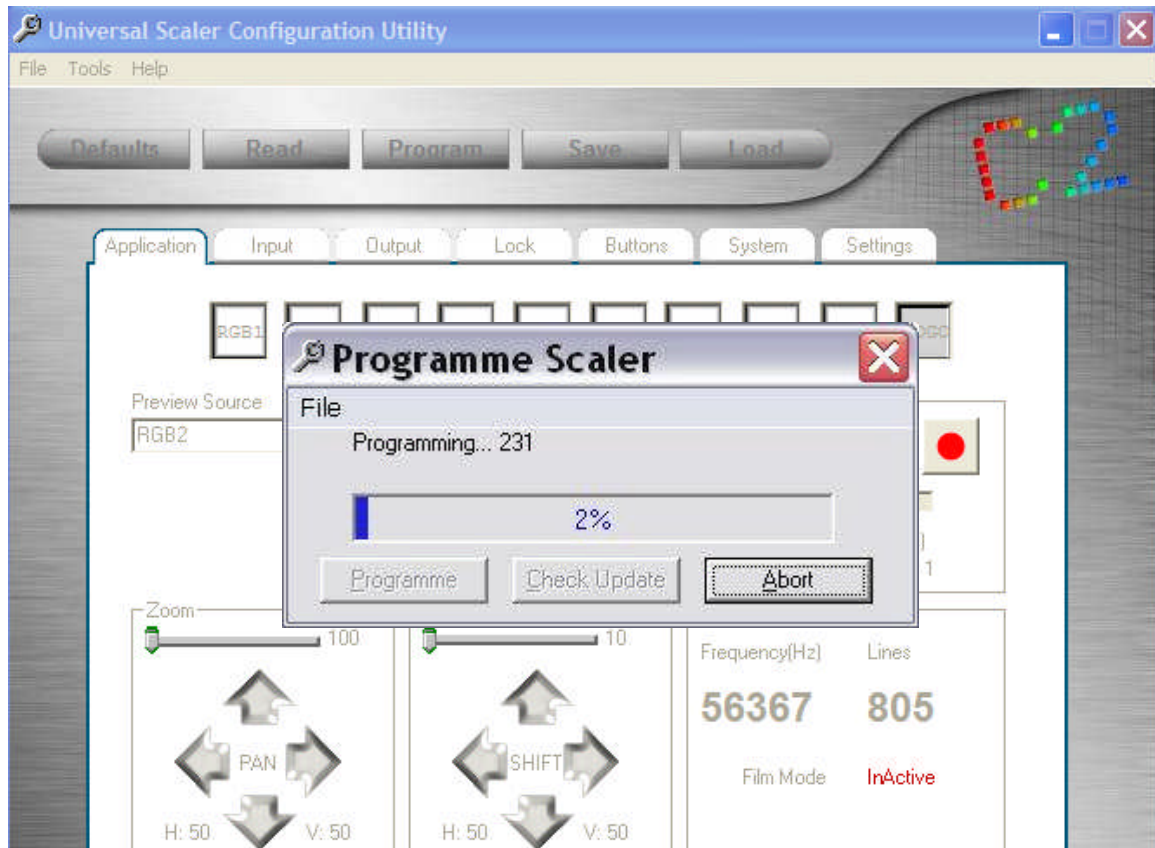 Universal Scaler Configuration Utility
File Tools Help
Defaults Read Program Save Load
C2
Application Input Output Lock Buttons System Settings
RGB1
Programme Scaler
File
Programming... 231
2%
Programme Check Update Abort
Preview Source
RGB2
1
Zoom
100
10
Frequency(Hz) Lines
56367 805
PAN
SHIFT
Film Mode InActive
H: 50 V: 50
H: 50 V: 50